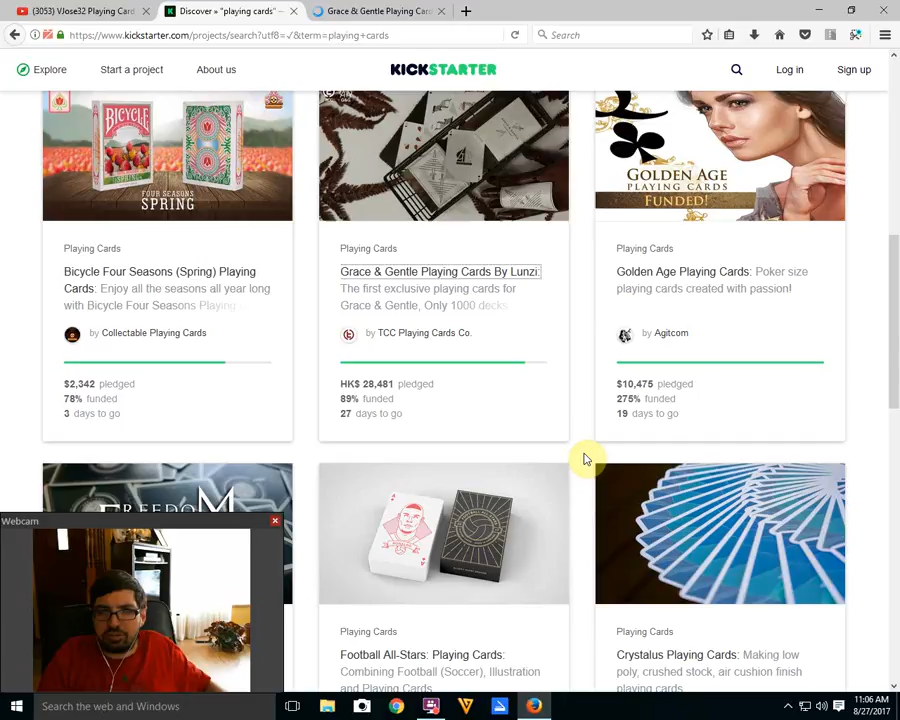 (3053) VJose32 Playing Card
Discover » "playing cards"
Grace & Gentle Playing Car
https://www.kickstarter.com/projects/search?utf8=√&term=playing+cards
Search
Explore
Start a project
About us
KICKSTARTER
Log in
Sign up
BICYCLE
FOUR SEASONS
SPRING
GOLDEN AGE
PLAYING CARDS
FUNDED!
Playing Cards
Bicycle Four Seasons (Spring) Playing
Cards: Enjoy all the seasons all year long
with Bicycle Four Seasons Playing
by Collectable Playing Cards
$2,342 pledged
78% funded
3 days to go
Playing Cards
Grace & Gentle Playing Cards By Lunzi:
The first exclusive playing cards for
Grace & Gentle, Only 1000 decks
by TCC Playing Cards Co.
HK$ 28,481 pledged
89% funded
27 days to go
Playing Cards
Golden Age Playing Cards: Poker size
playing cards created with passion!
by Agitcom
$10,475 pledged
275% funded
19 days to go
FREEDOM
Webcam
Playing Cards
Football All-Stars: Playing Cards:
Combining Football (Soccer), Illustration
and Playing Cards
Playing Cards
Crystalus Playing Cards: Making low
poly, crushed stock, air cushion finish
playing cards
Search the web and Windows
11:06 AM
8/27/2017